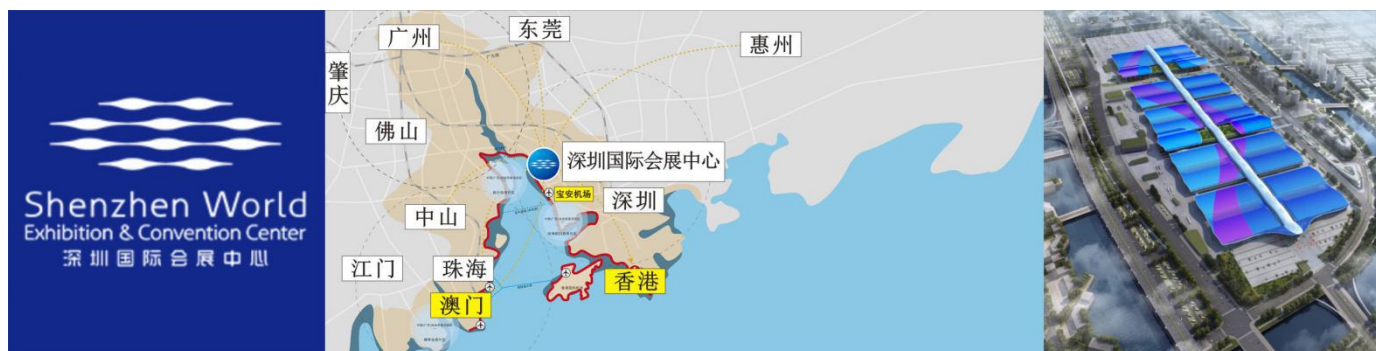 Shenzhen World
Exhibition & Convention Center
深圳国际会展中心
广州
东莞
惠州
肇庆
佛山
深圳国际会展中心
宝安机场
中山
深圳
江门
珠海
香港
澳门